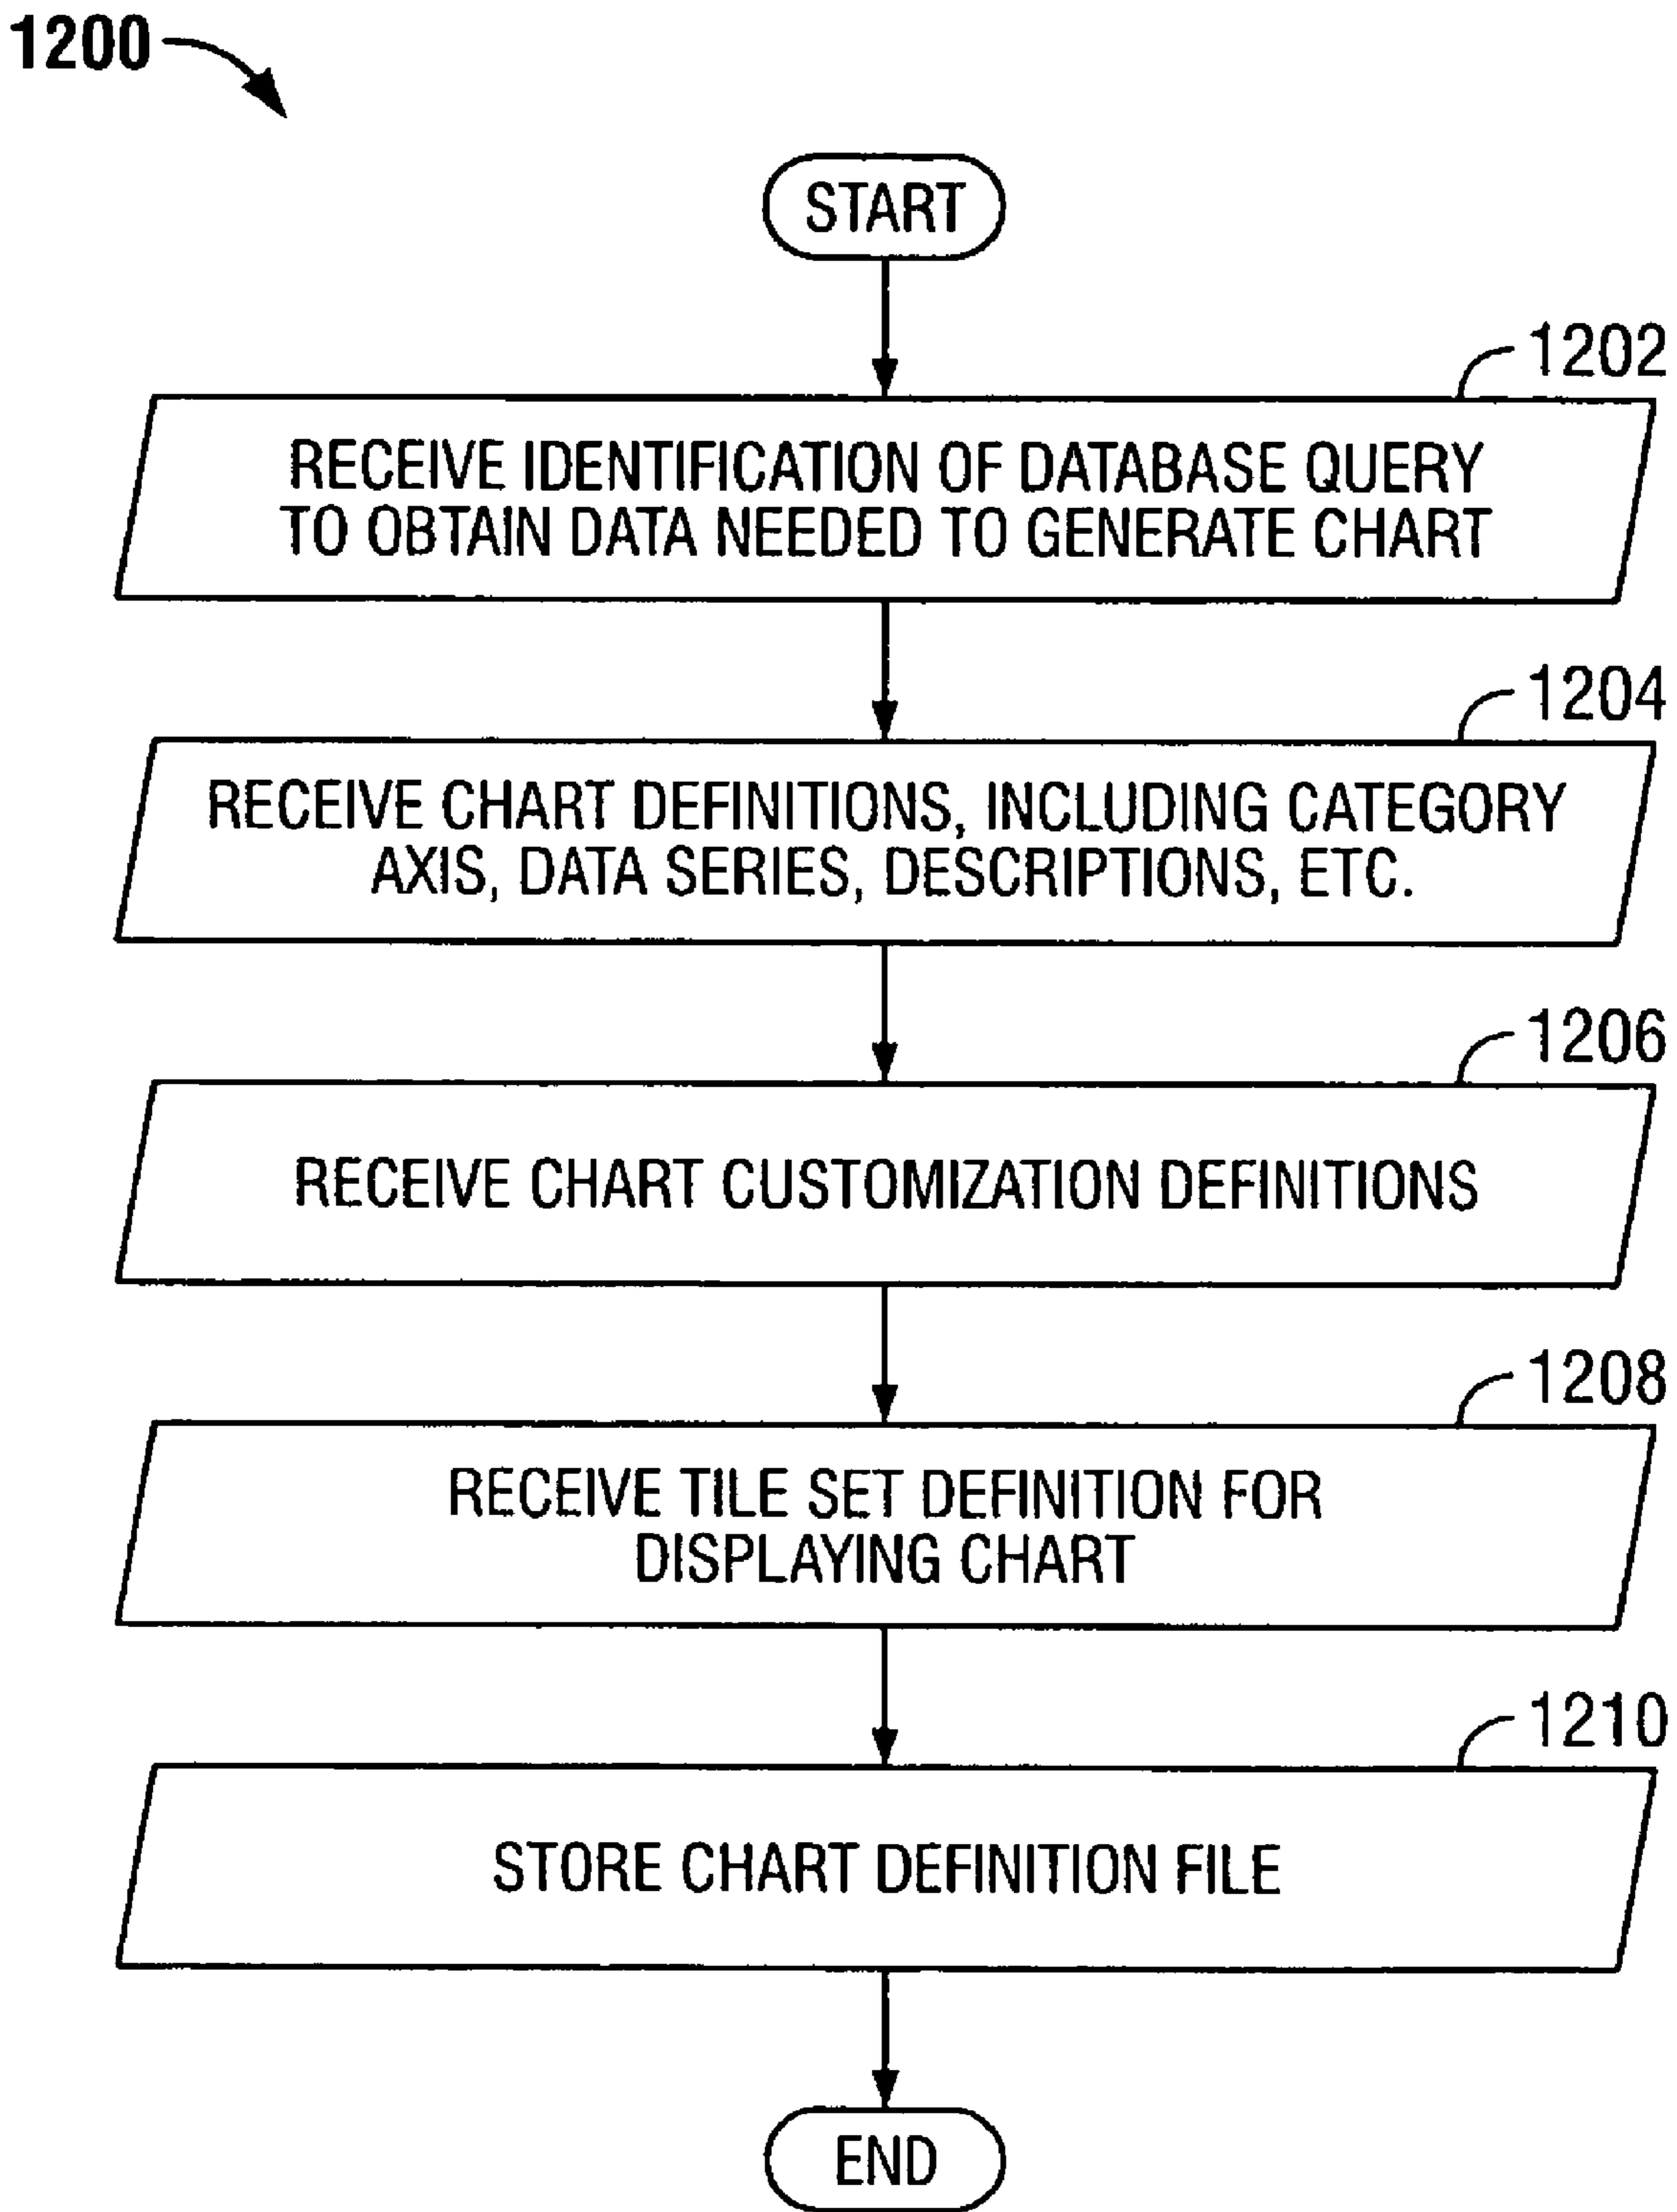 1200
START
1202
RECEIVE IDENTIFICATION OF DATABASE QUERY
TO OBTAIN DATA NEEDED TO GENERATE CHART
1204
RECEIVE CHART DEFINITIONS, INCLUDING CATEGORY
AXIS, DATA SERIES, DESCRIPTIONS, ETC.
1206
RECEIVE CHART CUSTOMIZATION DEFINITIONS
1208
RECEIVE TILE SET DEFINITION FOR
DISPLAYING CHART
1210
STORE CHART DEFINITION FILE
END